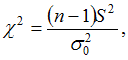 χ² = (n−1)S² / σ₀² ,